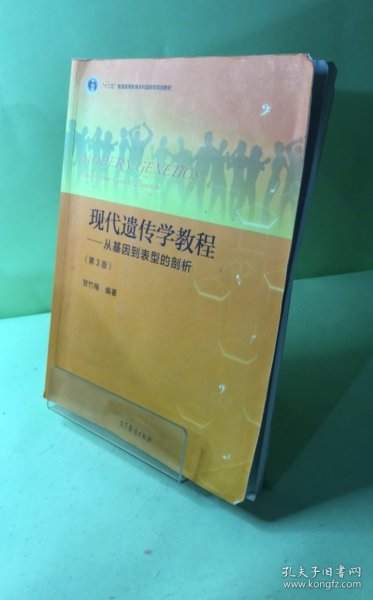 "十二五"普通高等教育本科国家级规划教材
MODERN GENETICS
现代遗传学教程
——从基因到表型的剖析
(第3版)
贺竹梅 编著
高等教育出版社
孔夫子旧书网
www.kongfz.com